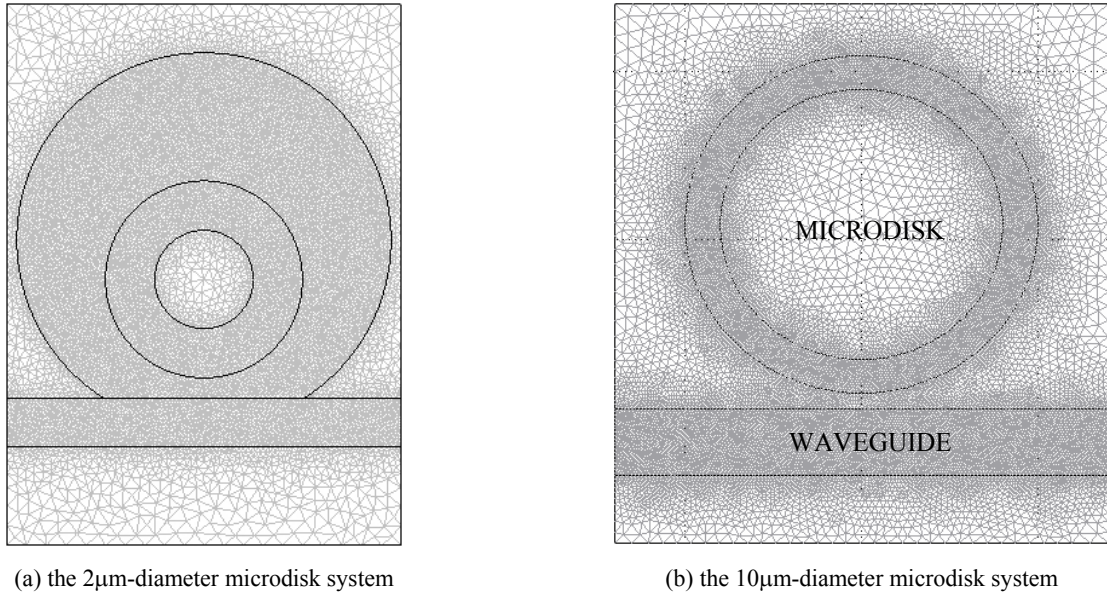 MICRODISK
WAVEGUIDE
(a) the 2μm-diameter microdisk system
(b) the 10μm-diameter microdisk system